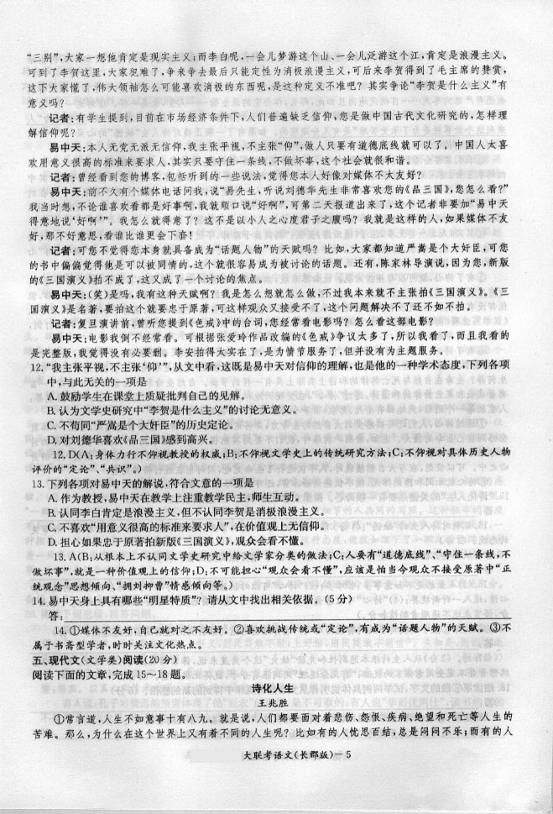 “三别”,大家一想他肯定是现实主义;而李白呢,一会儿梦游这个山、一会儿泛游这个江,肯定是浪漫主义。
可到了李贺这里,大家犯难了,争来争去最后只能定性为消极浪漫主义,可后来李贺得到了毛主席的赞赏,
这下大家慌了,伟大领袖怎么可能喜欢消极的东西呢,是这种定义不准吧?其实争论“李贺是什么主义”有
意义吗?
记者:有学生提到,目前在市场经济条件下,人们普遍缺乏信仰,您是做中国古代文化研究的,怎样理
解信仰呢?
易中天:本人无党无派无信仰,我主张平视,不主张“仰”,做人只要有道德底线就可以了。中国人太喜
欢用意义很高的标准来要求人,其实只要守住一条线,不做坏事,这个社会就很和谐。
记者:曾经看到您的博客,包括听到的一些说法,觉得您本人好像对媒体不大友好?
易中天:前不久有个媒体电话问我,说“易先生,听说刘德华先生非常喜欢您的《品三国》,您怎么看?”
我当时想,不论谁喜欢看都是好事啊,我就顺口说“好啊”,可第二天报道出来了,这个记者非要加“易中天
得意地说‘好啊’”。我怎么就得意了?这不是以小人之心度君子之腹吗?我就是这样的人,如果媒体不友
好,那不好意思,看谁比谁更会下套!
记者:可您不觉得您本身就具备成为“话题人物”的天赋吗?比如,大家都知道严嵩是个大奸臣,可您
的书中偏偏觉得他是可以被同情的,这个就很容易成为被讨论的话题。还有,陈家林导演说,因为您,新版
的《三国演义》拍不成了,这又成了一个讨论的焦点。
易中天:(笑)是吗,我有这种天赋啊?我是怎么想就怎么做,不过我本来就不主张拍《三国演义》。《三
国演义》是名著,要拍这个就要忠于原著,可这样观众又接受不了,这个问题解决不了还不如不拍。
记者:复旦演讲前,曾听您提到《色戒》中的台词,您经常看电影吗?怎么看这部电影?
易中天:电影我倒不经常看。可根据张爱玲作品改编的《色戒》争议太多了,所以我看了,而且我看的
是完整版,我觉得没有必要删。李安拍得太实在了,是为情节服务了,但并没有为主题服务。
12.“我主张平视,不主张‘仰’”,从文中看,这既是易中天对信仰的理解,也是他的一种学术态度,下列各项
中,与此无关的一项是
A.鼓励学生在课堂上质疑批判自己的见解。
B.认为文学史研究中“李贺是什么主义”的讨论无意义。
C.不苟同“严嵩是个大奸臣”的历史定论。
D.对刘德华喜欢《品三国》感到高兴。
12.D(A:身体力行不仰视教授的权威;B:不仰视文学史上的传统研究方法;C:不仰视对具体历史人物
评价的“定论”、“共识”。)
13.下列各项对易中天的解说,符合文意的一项是
A.作为教授,易中天在教学上注重教学民主,师生互动。
B.认同李白肯定是浪漫主义,但不认同李贺是消极浪漫主义。
C.不喜欢“用意义很高的标准来要求人”,在价值观上无信仰。
D.担心如果忠于原著拍新版《三国演义》,观众会看不懂。
13.A(B:从根本上不认同文学史研究中给文学家分类的做法;C:人要有“道德底线”、“守住一条线,不
做坏事”,就是一种价值观上的信仰;D:不可能担心“观众会看不懂”,应该是怕当今观众不接受原著中“正
统观念”思想倾向、“拥刘抑曹”情感倾向等。)
14.易中天身上具有哪些“明星特质”?请从文中找出相关依据。(5分)
答:
14.①媒体不友好,自己就对之不友好。②喜欢挑战传统或“定论”,有成为“话题人物”的天赋。③不
属于书斋型学者,时时关注文化热点。
五、现代文(文学类)阅读(20分)
阅读下面的文章,完成15~18题。
诗化人生
王兆胜
①常言道,人生不如意事十有八九。就是说,人们都要面对着悲伤、怨恨、疾病、绝望和死亡等人生的
苦难。那么,为什么在这个世界上又有着不同的人生呢?比如有的人忧思百结,总是闷闷不乐;而有的人
大联考语文(长郡版)—5